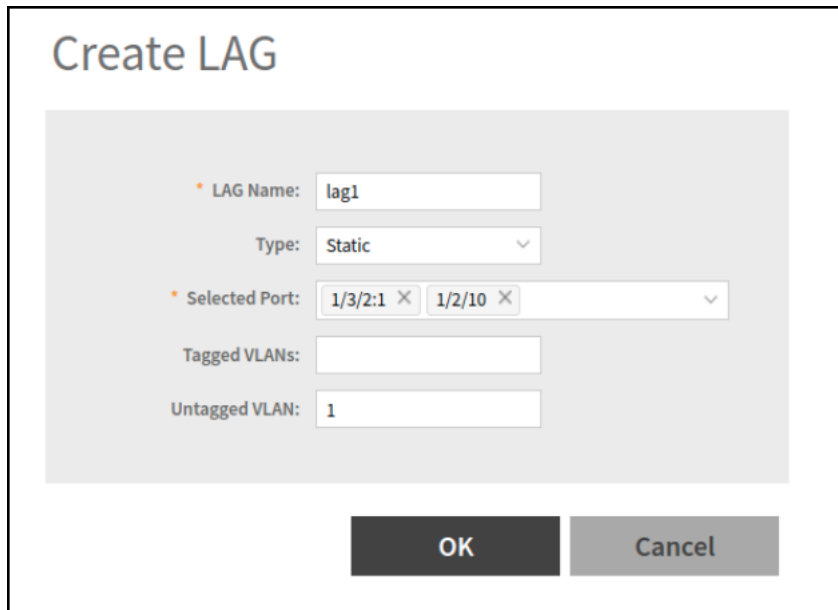 Create LAG
* LAG Name: lag1
Type: Static
* Selected Port: 1/3/2:1 × 1/2/10 ×
Tagged VLANs:
Untagged VLAN: 1
OK Cancel